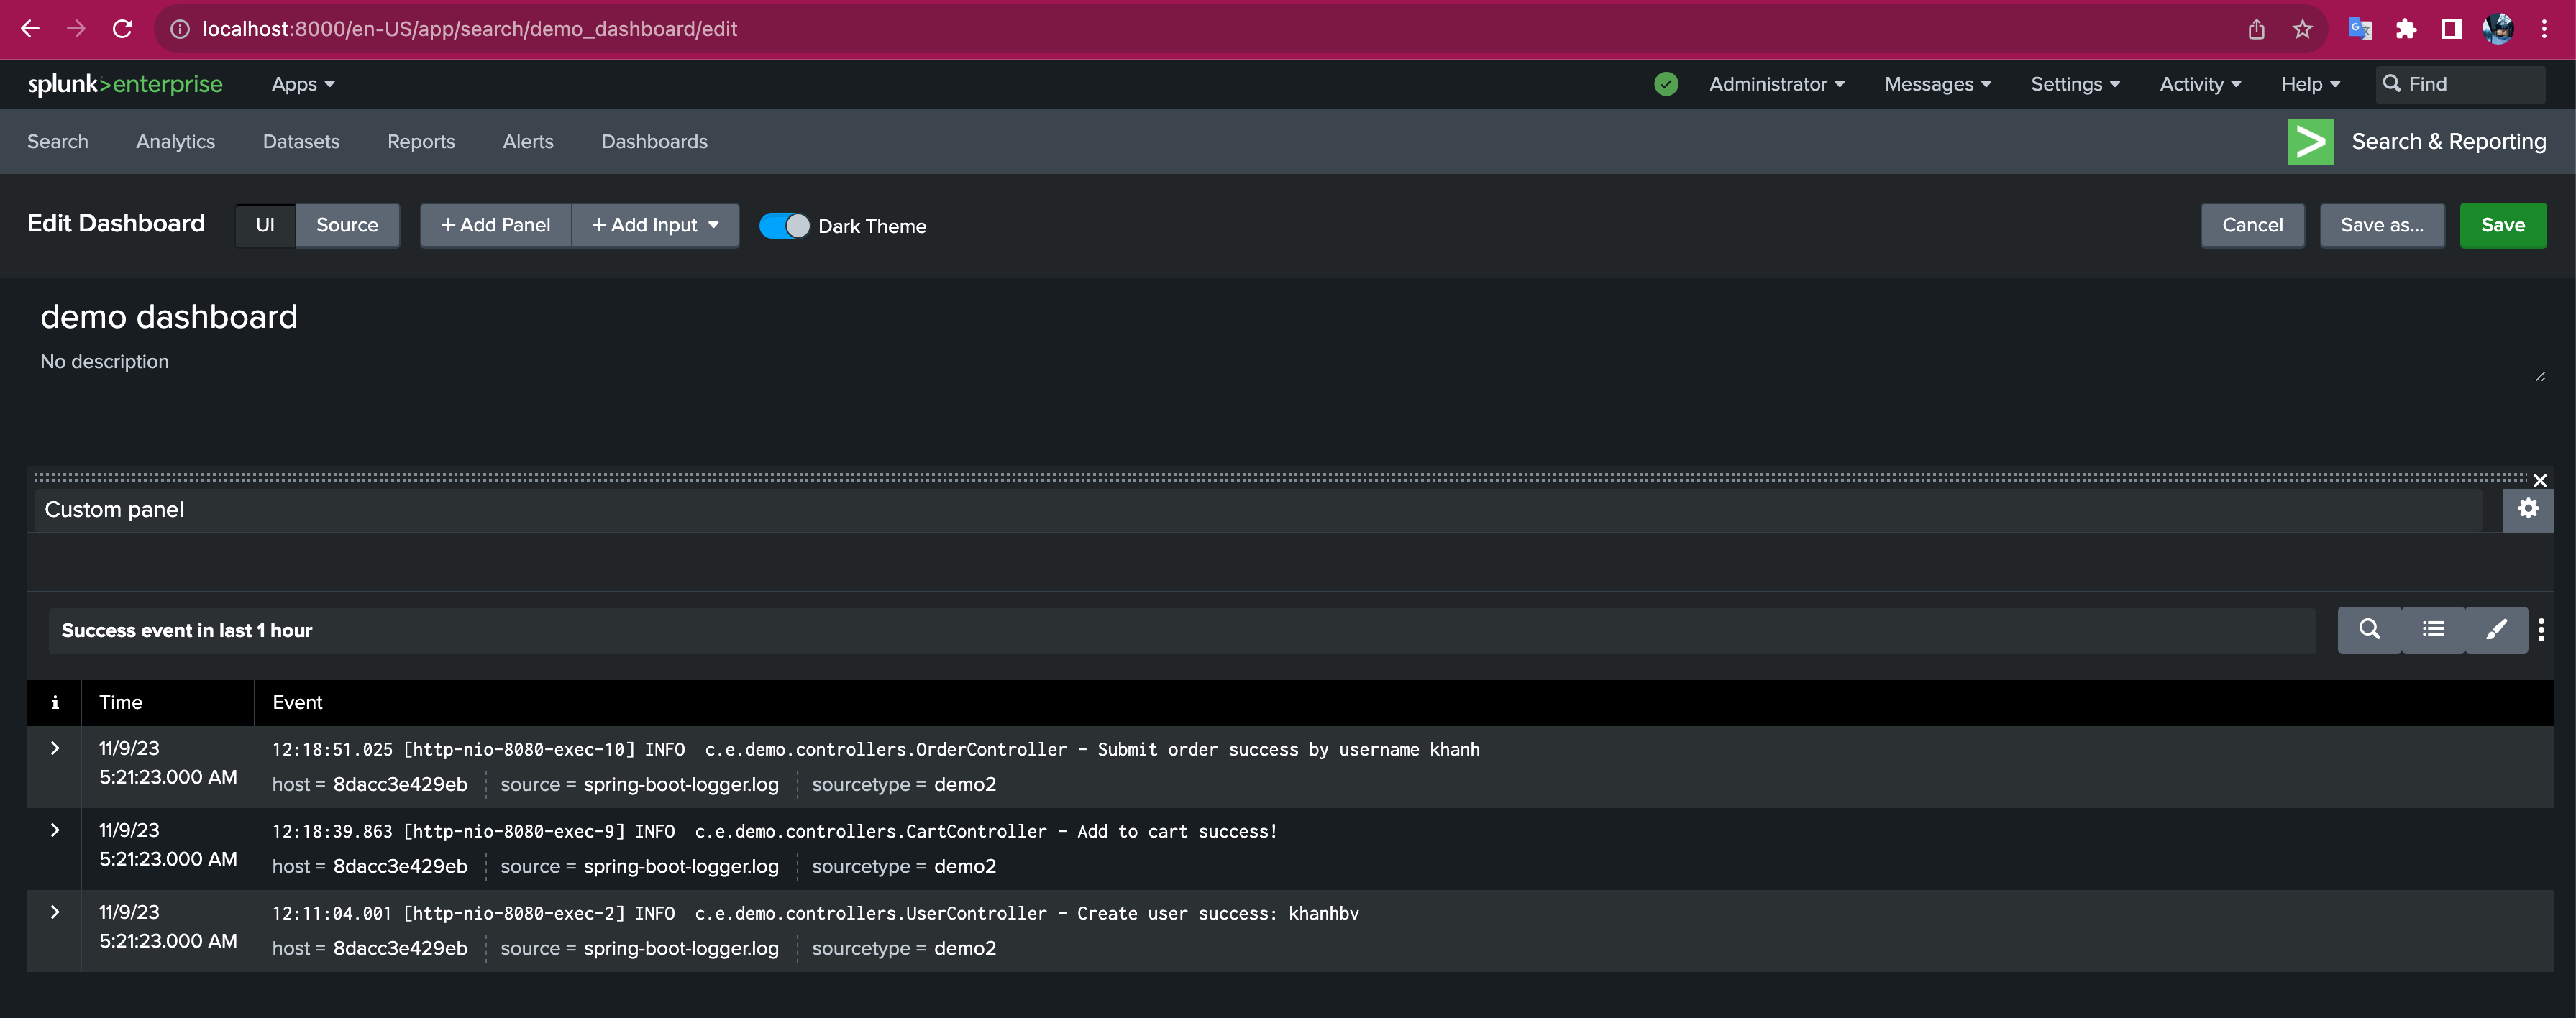 localhost:8000/en-US/app/search/demo_dashboard/edit
splunk>enterprise Apps Administrator Messages Settings Activity Help Find
Search Analytics Datasets Reports Alerts Dashboards Search & Reporting
Edit Dashboard UI Source + Add Panel + Add Input Dark Theme Cancel Save as... Save
demo dashboard
No description
Custom panel
Success event in last 1 hour
i Time Event
11/9/23 12:18:51.025 [http-nio-8080-exec-10] INFO  c.e.demo.controllers.OrderController - Submit order success by username khanh
5:21:23.000 AM host = 8dacc3e429eb source = spring-boot-logger.log sourcetype = demo2
11/9/23 12:18:39.863 [http-nio-8080-exec-9] INFO  c.e.demo.controllers.CartController - Add to cart success!
5:21:23.000 AM host = 8dacc3e429eb source = spring-boot-logger.log sourcetype = demo2
11/9/23 12:11:04.001 [http-nio-8080-exec-2] INFO  c.e.demo.controllers.UserController - Create user success: khanhbv
5:21:23.000 AM host = 8dacc3e429eb source = spring-boot-logger.log sourcetype = demo2